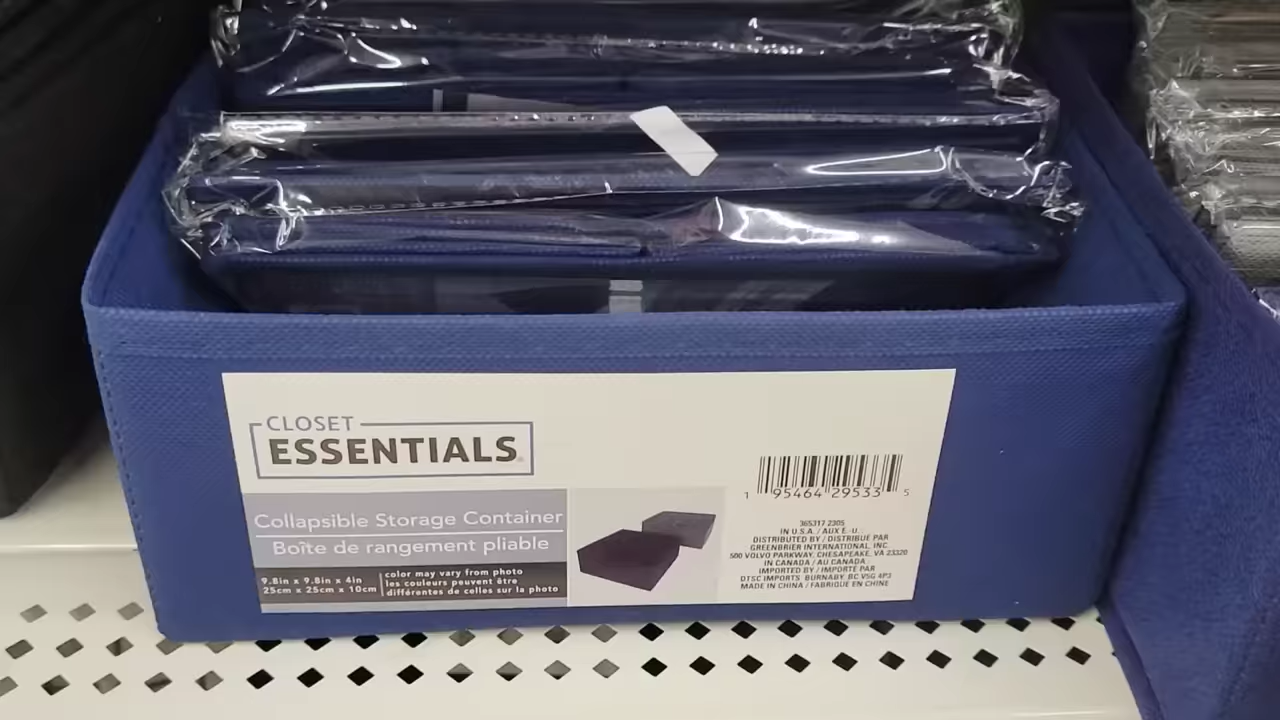 CLOSET
ESSENTIALS
Collapsible Storage Container
Boîte de rangement pliable
9.8in x 9.8in x 4in
25cm x 25cm x 10cm
color may vary from photo
les couleurs peuvent être
différentes de celles sur la photo
1 95464 29533 5
365317 2305
IN U.S.A. / AUX É.-U.
DISTRIBUTED BY / DISTRIBUÉ PAR
GREENBRIER INTERNATIONAL, INC.
500 VOLVO PARKWAY, CHESAPEAKE, VA 23320
IN CANADA / AU CANADA
IMPORTED BY / IMPORTÉ PAR
DTSC IMPORTS BURNABY, BC V5G 4P3
MADE IN CHINA / FABRIQUÉ EN CHINE